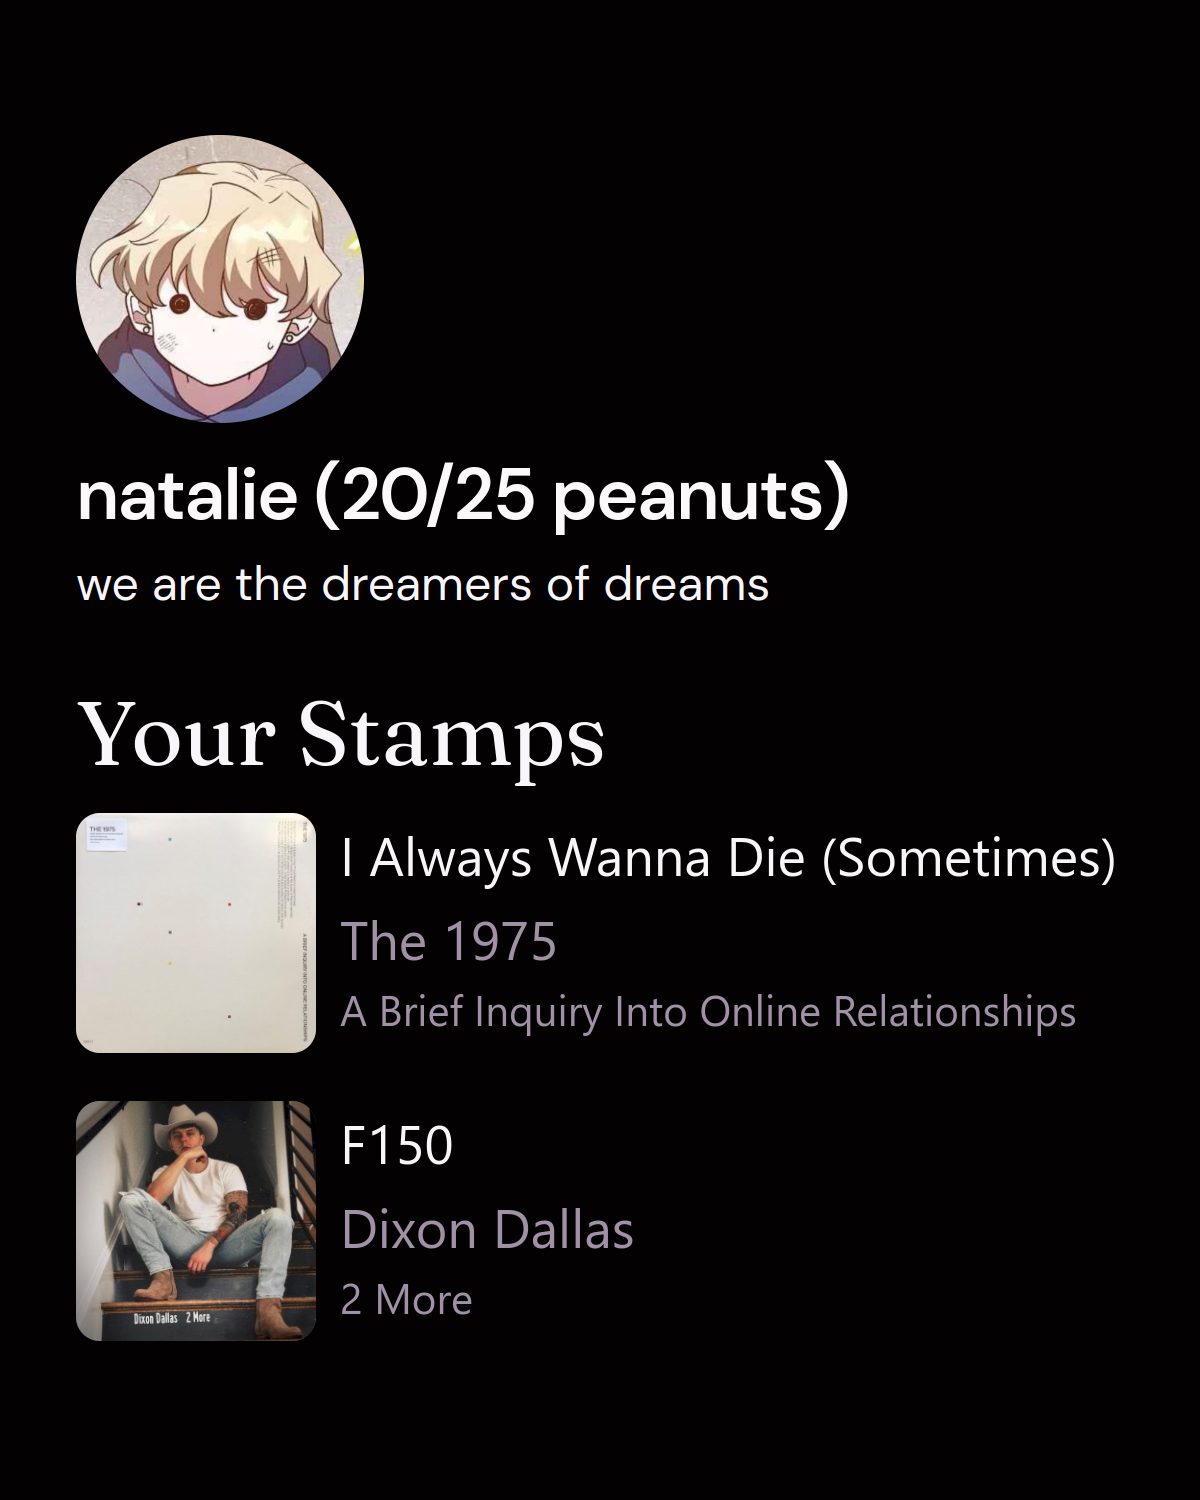 natalie (20/25 peanuts)
we are the dreamers of dreams
Your Stamps
THE 1975
A BRIEF INQUIRY INTO ONLINE RELATIONSHIPS
I Always Wanna Die (Sometimes)
The 1975
A Brief Inquiry Into Online Relationships
Dixon Dallas 2 More
F150
Dixon Dallas
2 More